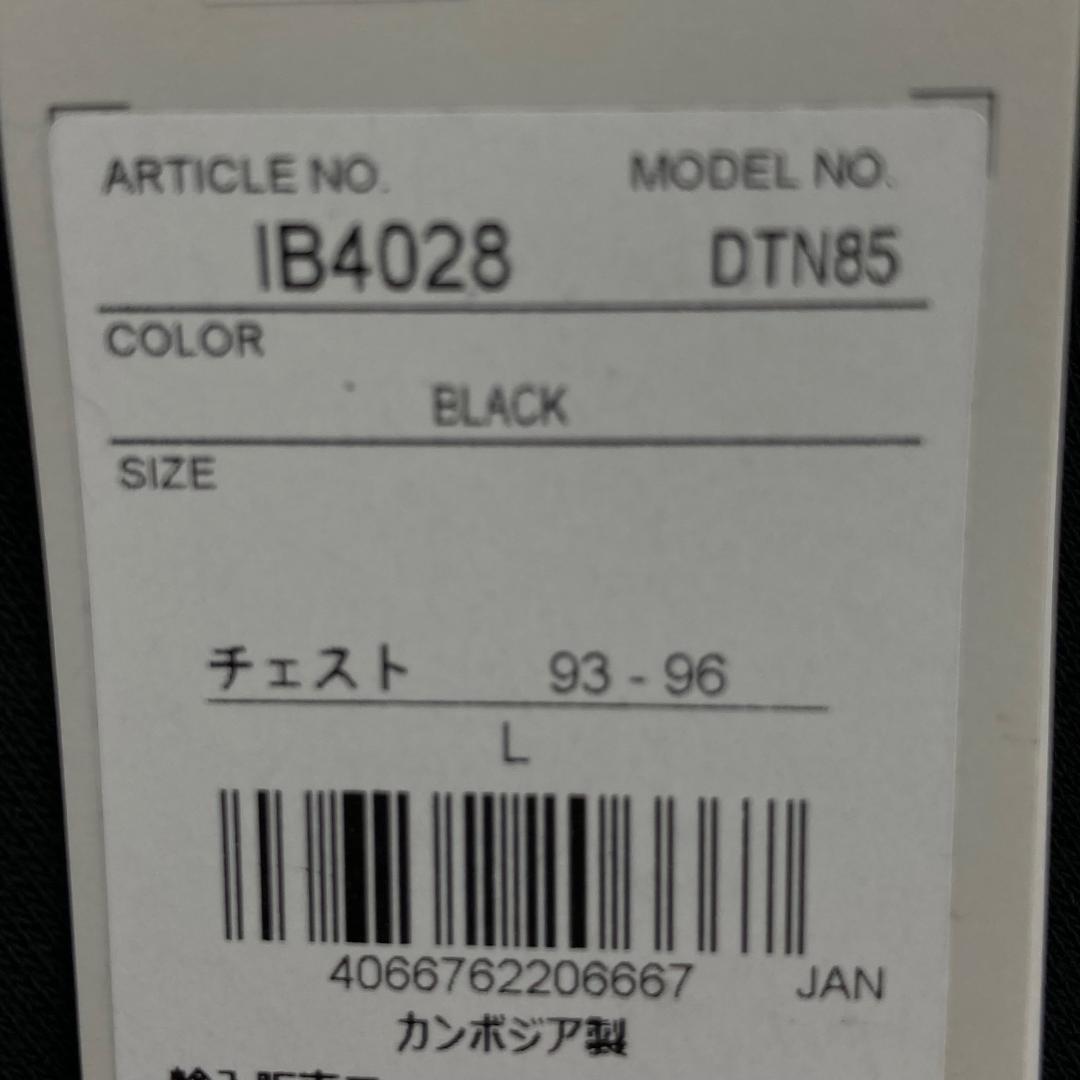 ARTICLE NO. MODEL NO.
IB4028 DTN85
COLOR
BLACK
SIZE
チェスト 93 - 96
L
4066762206667 JAN
カンボジア製